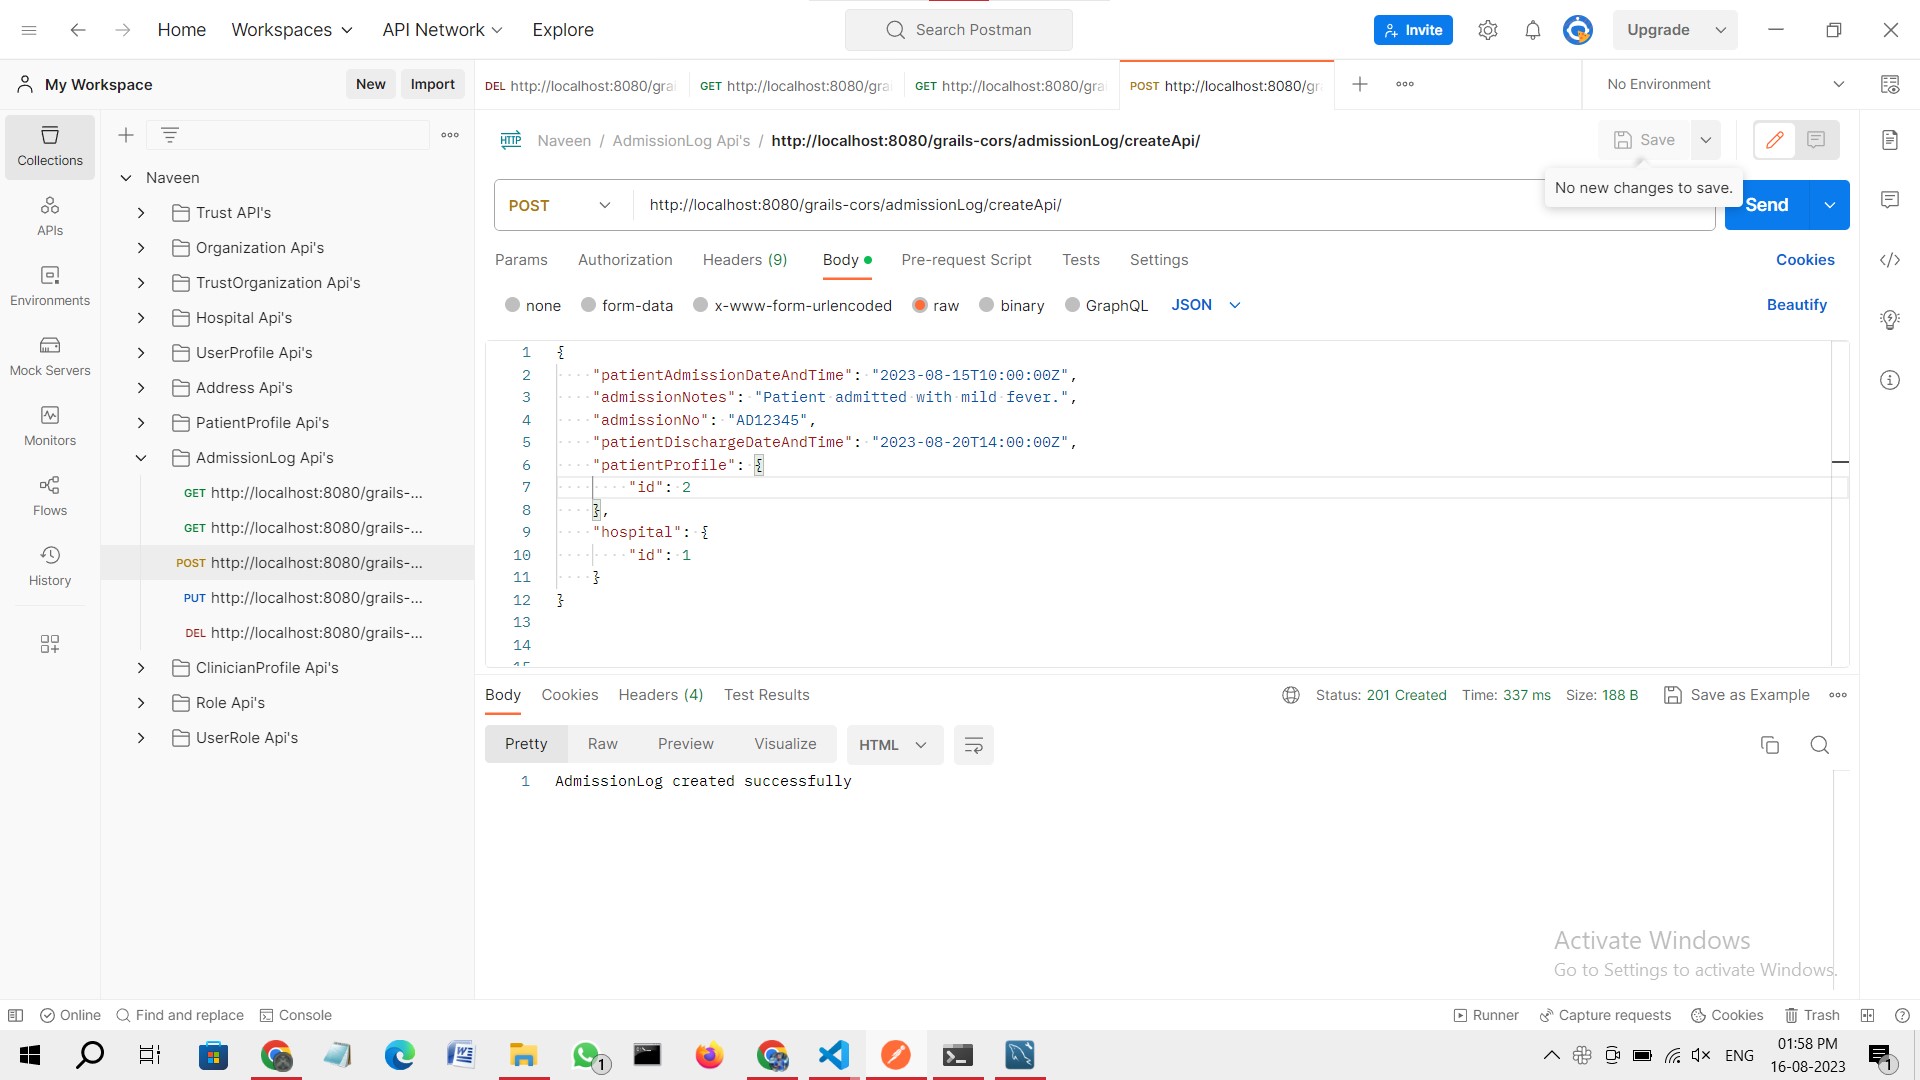 Home Workspaces API Network Explore Search Postman Invite Upgrade
My Workspace New Import
DEL http://localhost:8080/grai GET http://localhost:8080/grai GET http://localhost:8080/grai POST http://localhost:8080/gr No Environment
Collections
APIs
Environments
Mock Servers
Monitors
Flows
History
Naveen
Trust API's
Organization Api's
TrustOrganization Api's
Hospital Api's
UserProfile Api's
Address Api's
PatientProfile Api's
AdmissionLog Api's
GET http://localhost:8080/grails-...
GET http://localhost:8080/grails-...
POST http://localhost:8080/grails-...
PUT http://localhost:8080/grails-...
DEL http://localhost:8080/grails-...
ClinicianProfile Api's
Role Api's
UserRole Api's
HTTP Naveen / AdmissionLog Api's / http://localhost:8080/grails-cors/admissionLog/createApi/ Save
No new changes to save.
POST http://localhost:8080/grails-cors/admissionLog/createApi/ Send
Params Authorization Headers (9) Body Pre-request Script Tests Settings Cookies
none form-data x-www-form-urlencoded raw binary GraphQL JSON Beautify
1 {
2 "patientAdmissionDateAndTime": "2023-08-15T10:00:00Z",
3 "admissionNotes": "Patient admitted with mild fever.",
4 "admissionNo": "AD12345",
5 "patientDischargeDateAndTime": "2023-08-20T14:00:00Z",
6 "patientProfile": {
7 "id": 2
8 },
9 "hospital": {
10 "id": 1
11 }
12 }
13
14
15
Body Cookies Headers (4) Test Results Status: 201 Created Time: 337 ms Size: 188 B Save as Example
Pretty Raw Preview Visualize HTML
1 AdmissionLog created successfully
Activate Windows
Go to Settings to activate Windows.
Online Find and replace Console Runner Capture requests Cookies Trash
1 ENG 01:58 PM
16-08-2023 1